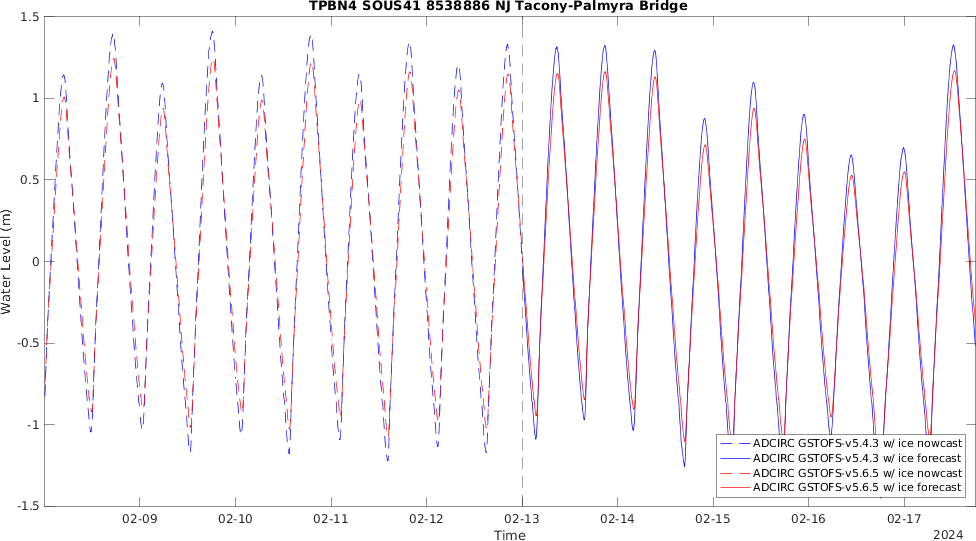 TPBN4 SOUS41 8538886 NJ Tacony-Palmyra Bridge
1.5
1
0.5
0
-0.5
-1
-1.5
Water Level (m)
ADCIRC GSTOFS-v5.4.3 w/ ice nowcast
ADCIRC GSTOFS-v5.4.3 w/ ice forecast
ADCIRC GSTOFS-v5.6.5 w/ ice nowcast
ADCIRC GSTOFS-v5.6.5 w/ ice forecast
02-09 02-10 02-11 02-12 02-13 02-14 02-15 02-16 02-17
Time
2024